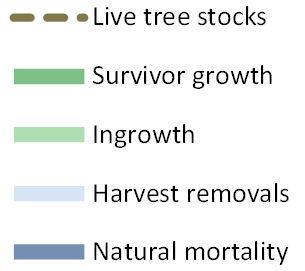 Live tree stocks
Survivor growth
Ingrowth
Harvest removals
Natural mortality